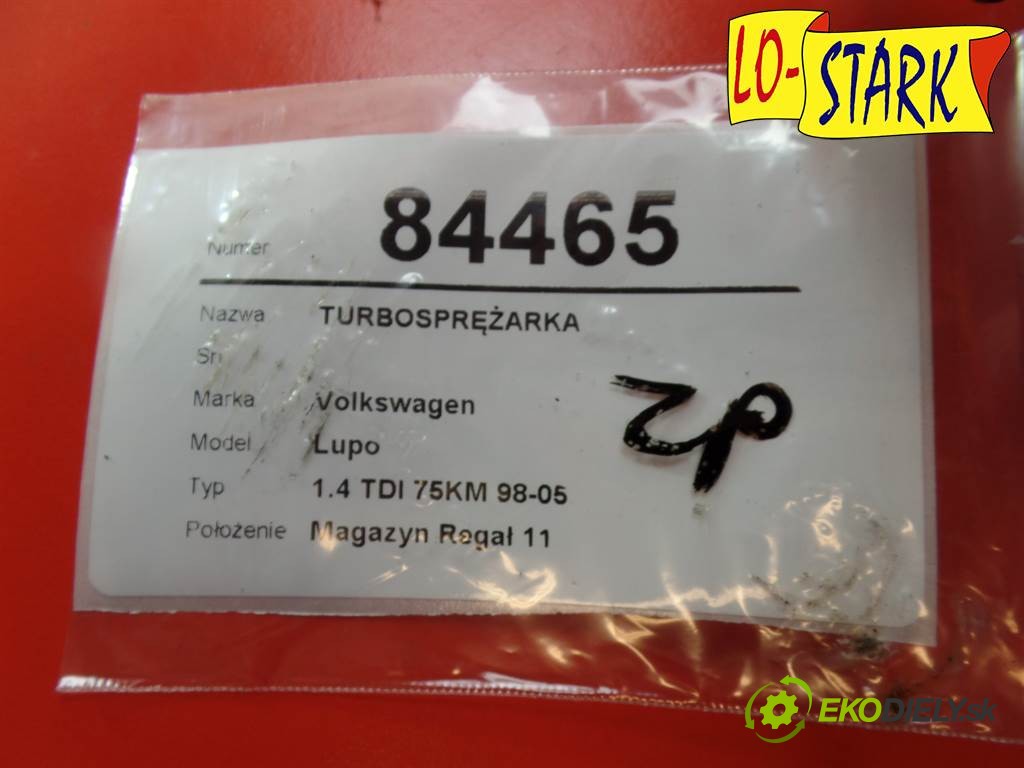 LO-STARK
Numer 84465
Nazwa TURBOSPRĘŻARKA
Sn
Marka Volkswagen
Model Lupo
Typ 1.4 TDI 75KM 98-05
Położenie Magazyn Regał 11
ZP
EKODIELY.sk